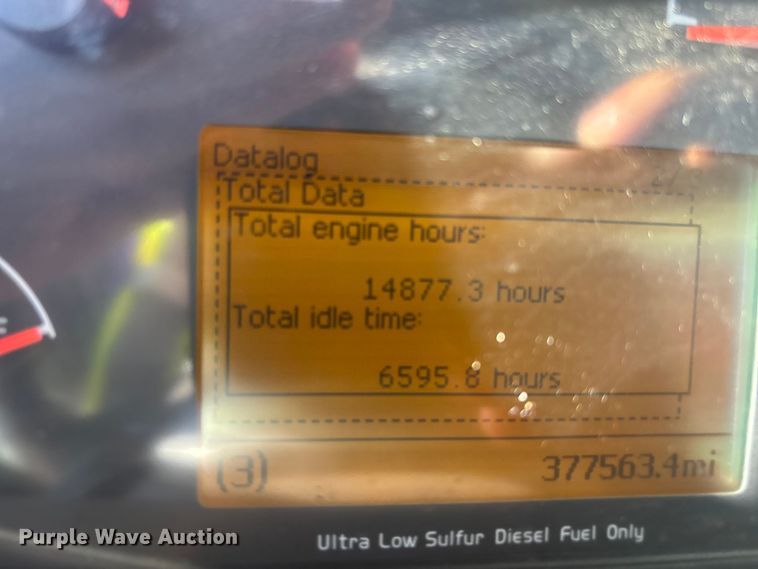 Datalog
Total Data
Total engine hours:
14877.3 hours
Total idle time:
6595.8 hours
(3) 377563.4mi
Ultra Low Sulfur Diesel Fuel Only
Purple Wave Auction